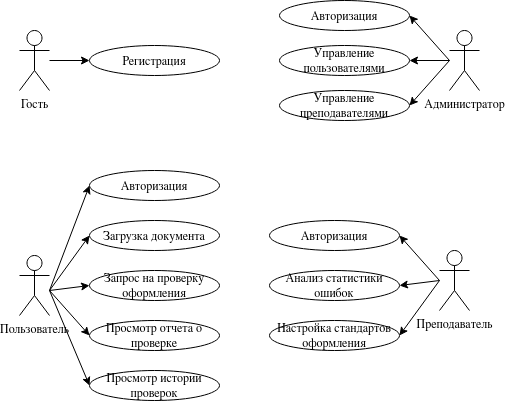 Гость
Регистрация
Авторизация
Управление
пользователями
Управление
преподавателями
Администратор
Пользователь
Авторизация
Загрузка документа
Запрос на проверку
оформления
Просмотр отчета о
проверке
Просмотр истории
проверок
Авторизация
Анализ статистики
ошибок
Настройка стандартов
оформления
Преподаватель